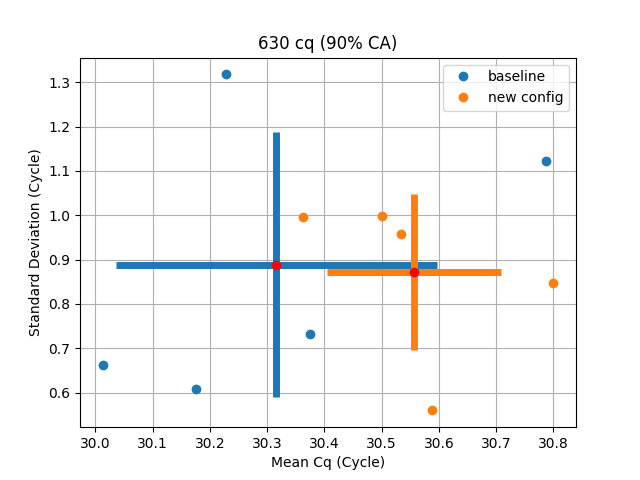 630 cq (90% CA)
baseline
new config
Standard Deviation (Cycle)
1.3
1.2
1.1
1.0
0.9
0.8
0.7
0.6
30.0 30.1 30.2 30.3 30.4 30.5 30.6 30.7 30.8
Mean Cq (Cycle)